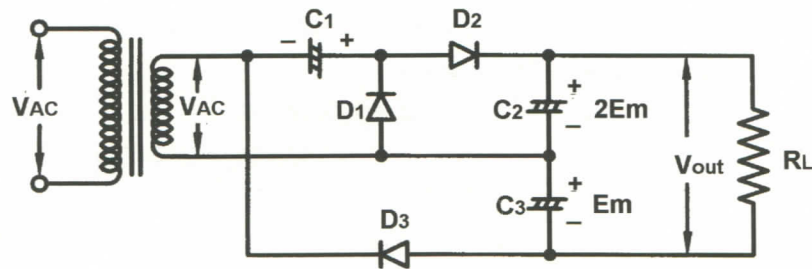 C1
D2
− +
VAC
VAC
D1
C2
+
−
2Em
Vout
RL
C3
+
−
Em
D3